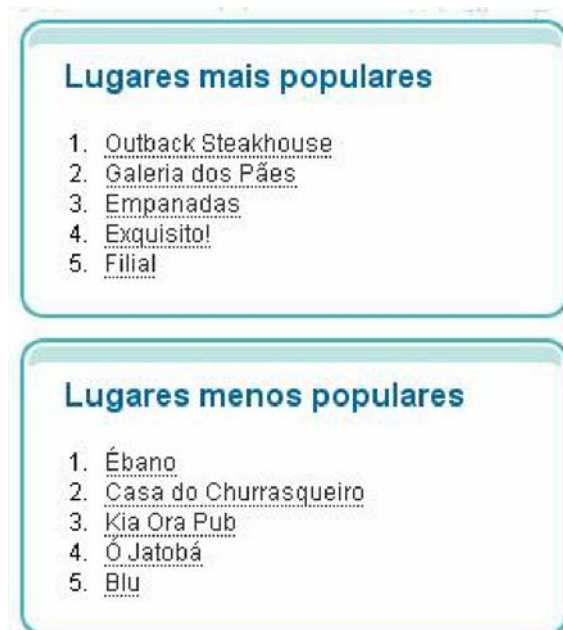 Lugares mais populares
1. Outback Steakhouse
2. Galeria dos Pães
3. Empanadas
4. Exquisito!
5. Filial
Lugares menos populares
1. Ébano
2. Casa do Churrasqueiro
3. Kia Ora Pub
4. Ó Jatobá
5. Blu